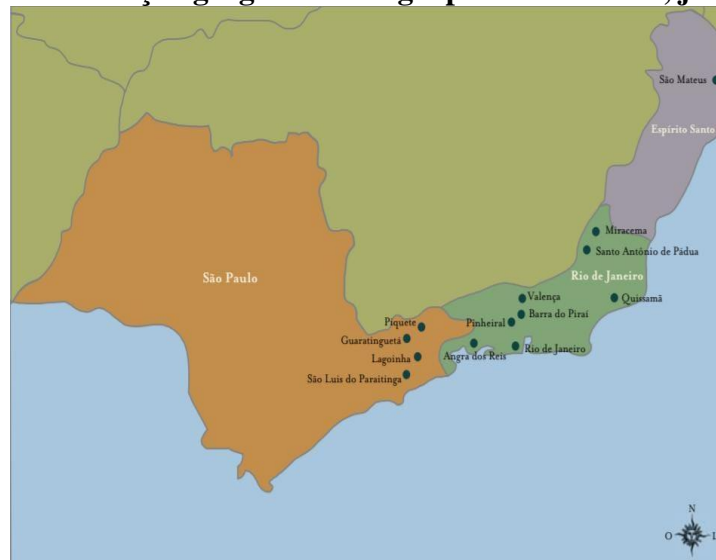 São Mateus
Espírito Santo
Miracema
Santo Antônio de Pádua
Rio de Janeiro
São Paulo
Valença
Quissamã
Barra do Piraí
Pinheiral
Piquete
Guaratinguetá
Rio de Janeiro
Lagoinha
Angra dos Reis
São Luis do Paraitinga
N
O